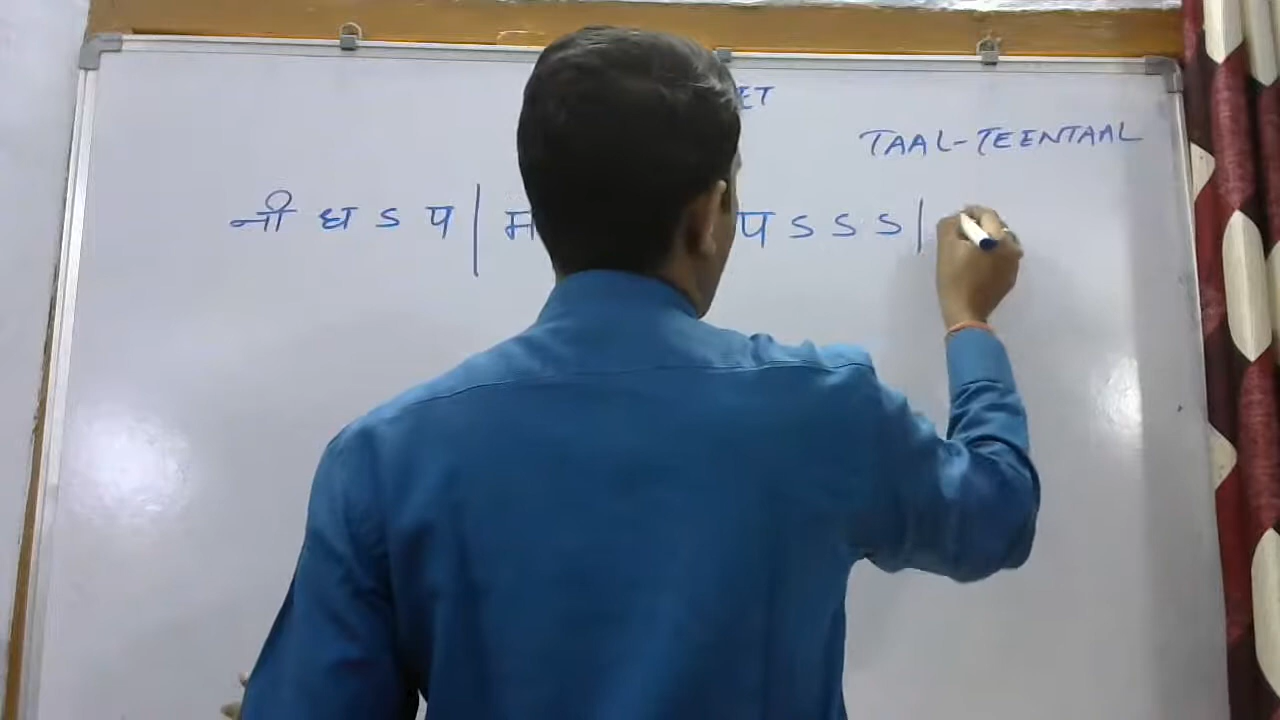 ET
TAAL-TEENTAAL
नी ध ऽ प | म प ऽ ऽ ऽ |